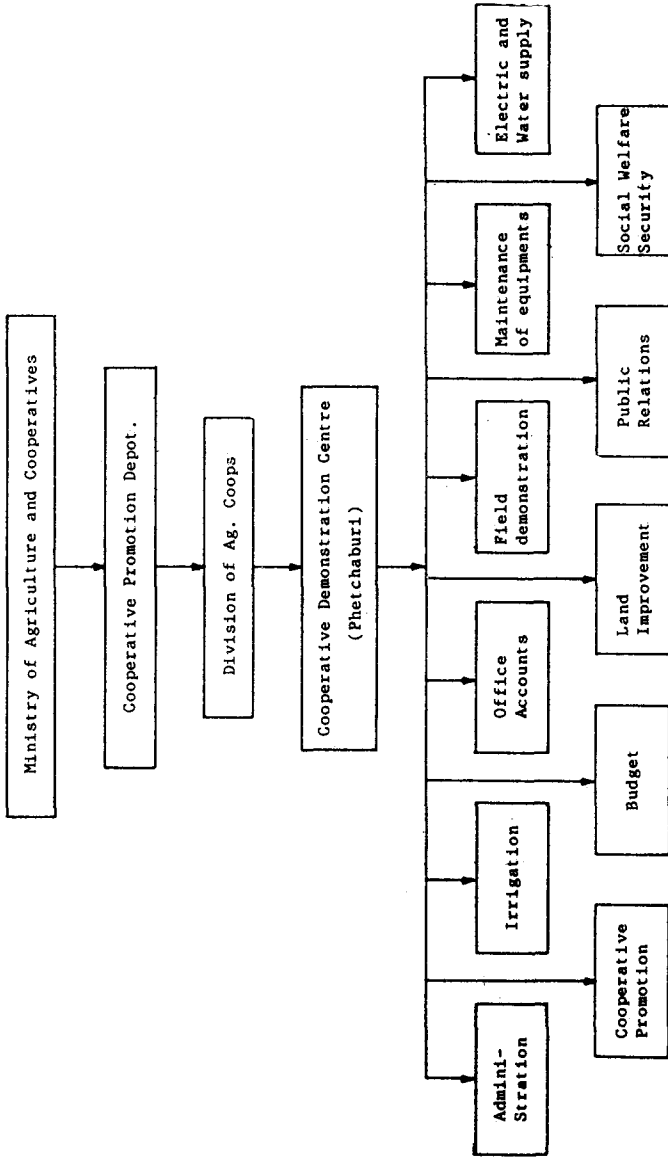 Ministry of Agriculture and Cooperatives
Cooperative Promotion Depot.
Division of Ag. Coops
Cooperative Demonstration Centre
(Phetchaburi)
Admini-
Stration
Irrigation
Office
Accounts
Field
demonstration
Maintenance
of equipments
Electric and
Water supply
Cooperative
Promotion
Budget
Land
Improvement
Public
Relations
Social Welfare
Security